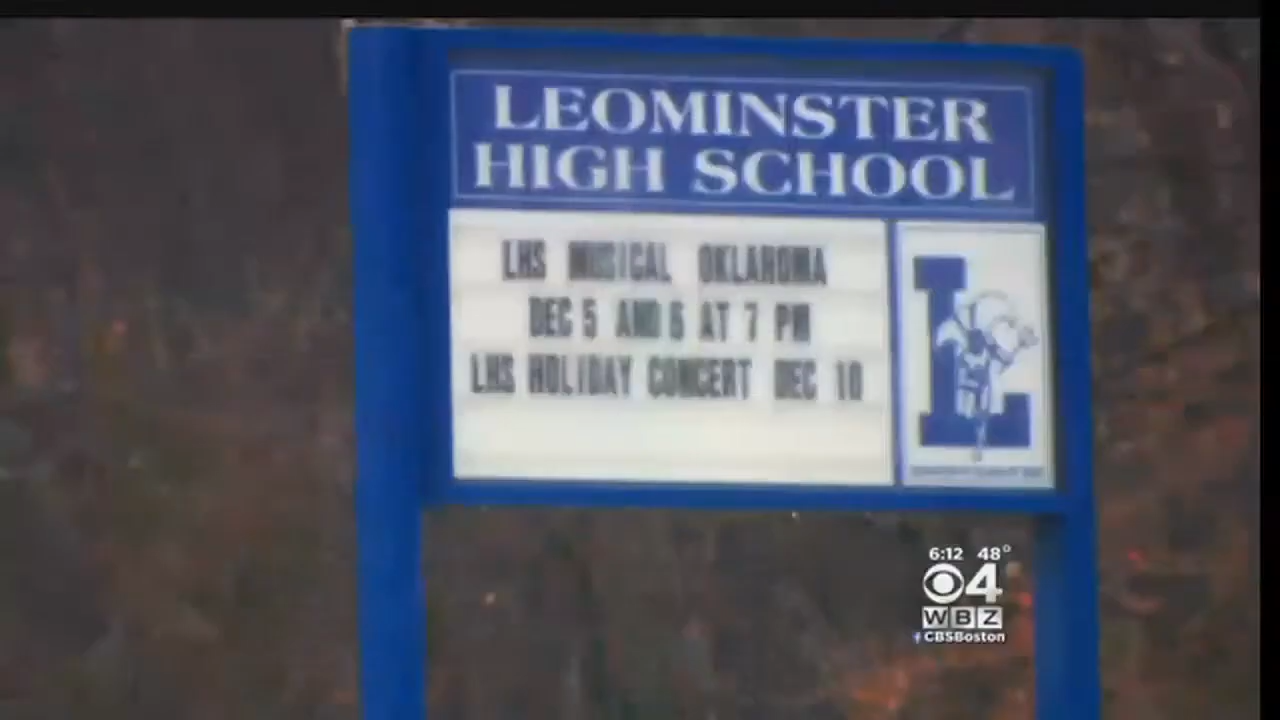 LEOMINSTER
HIGH SCHOOL
LHS MUSICAL OKLAHOMA
DEC 5 AND 6 AT 7 PM
LHS HOLIDAY CONCERT DEC 10
L
6:12 48°
4
WBZ
f CBSBoston